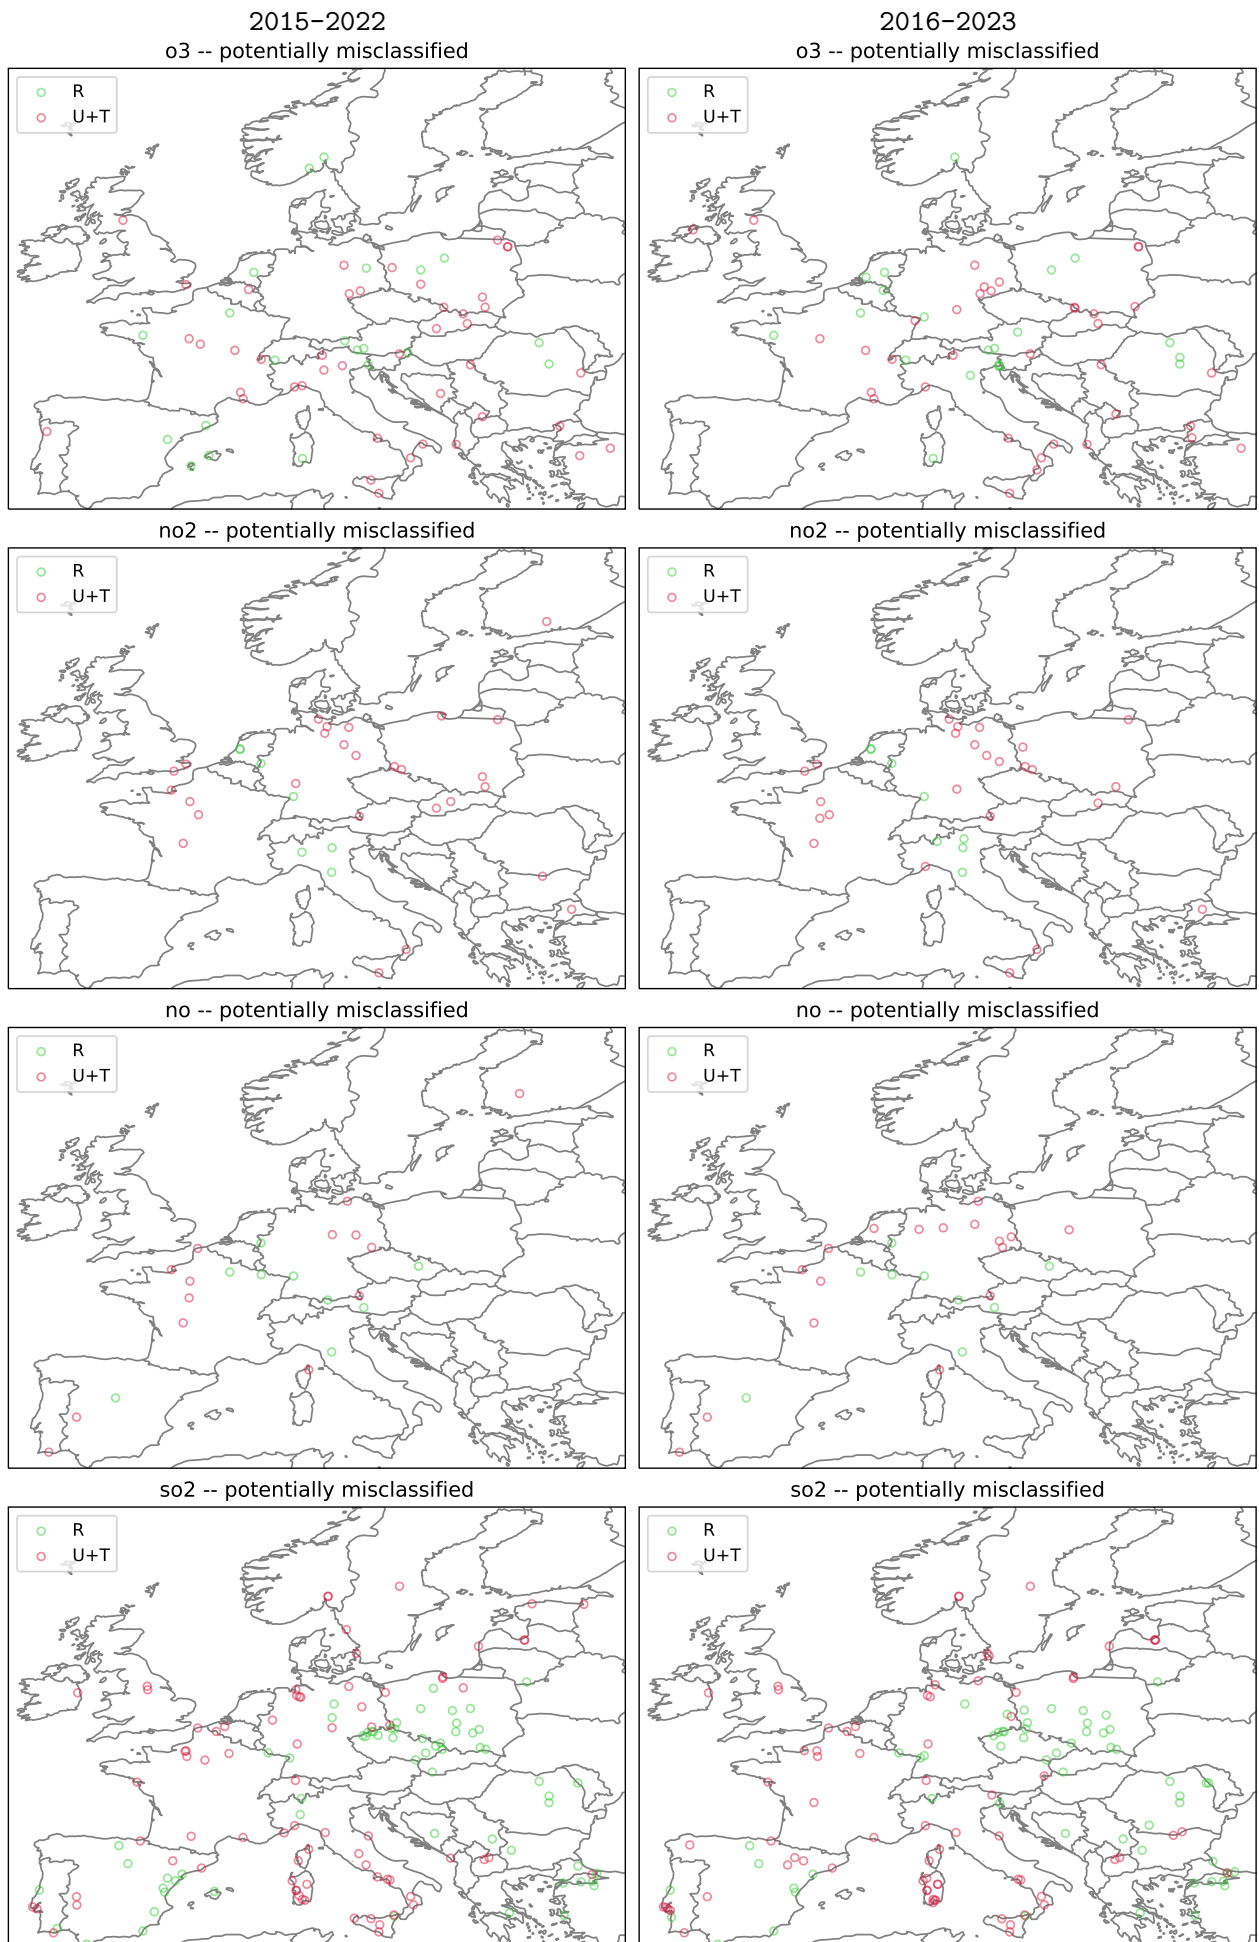 2015−2022
2016−2023
o3 -- potentially misclassified
o3 -- potentially misclassified
R
U+T
R
U+T
no2 -- potentially misclassified
no2 -- potentially misclassified
R
U+T
R
U+T
no -- potentially misclassified
no -- potentially misclassified
R
U+T
R
U+T
so2 -- potentially misclassified
so2 -- potentially misclassified
R
U+T
R
U+T